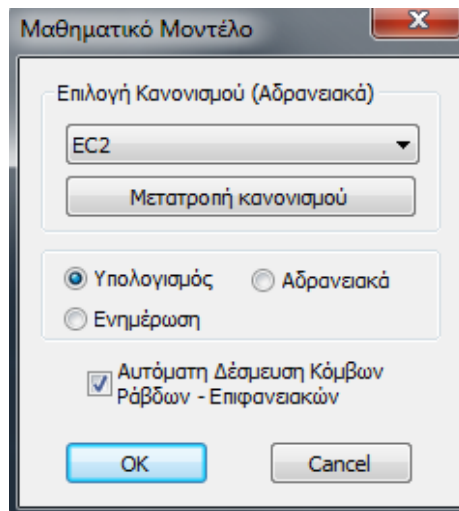 Μαθηματικό Μοντέλο
Επιλογή Κανονισμού (Αδρανειακά)
EC2
Μετατροπή κανονισμού
Υπολογισμός
Αδρανειακά
Ενημέρωση
Αυτόματη Δέσμευση Κόμβων
Ράβδων - Επιφανειακών
OK
Cancel